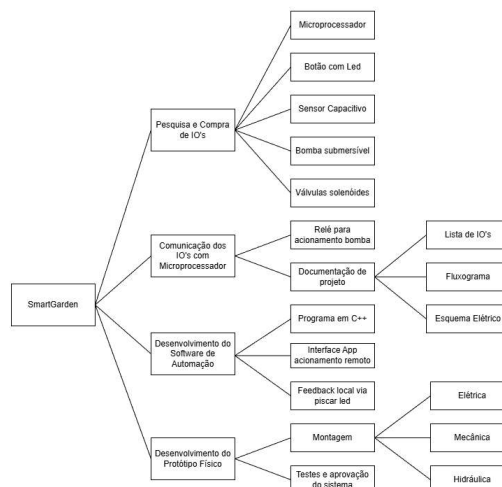 Microprocessador
Botão com Led
Sensor Capacitivo
Bomba submersível
Válvulas solenóides
Pesquisa e Compra
de IO's
Relé para
acionamento bomba
Documentação de
projeto
Lista de IO's
Fluxograma
Esquema Elétrico
Comunicação dos
IO's com
Microprocessador
SmartGarden
Programa em C++
Interface App
acionamento remoto
Feedback local via
piscar led
Desenvolvimento do
Software de
Automação
Montagem
Elétrica
Mecânica
Hidráulica
Desenvolvimento do
Protótipo Físico
Testes e aprovação
do sistema